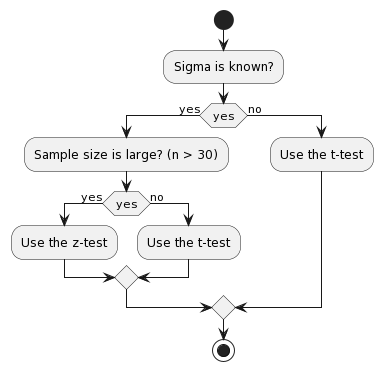 Sigma is known?
yes
yes
no
Sample size is large? (n > 30)
Use the t-test
yes
yes
no
Use the z-test
Use the t-test